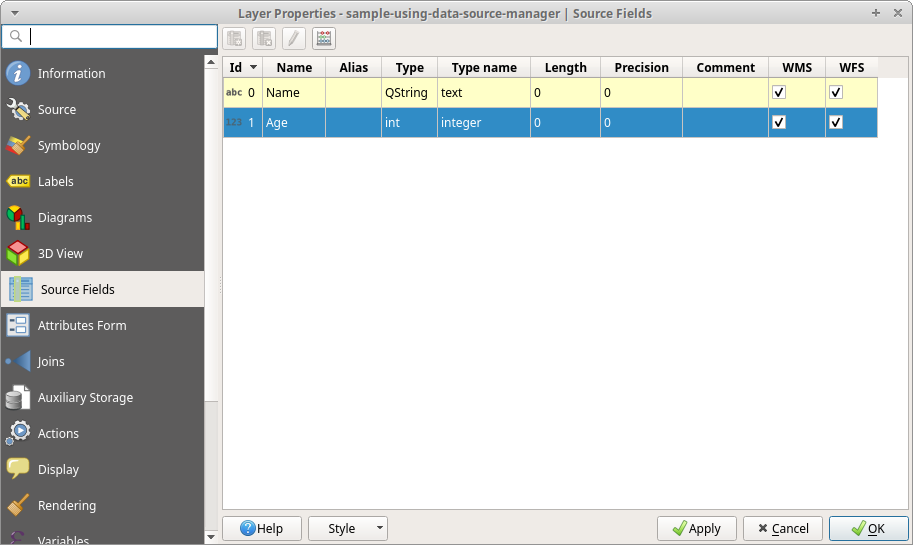 Layer Properties - sample-using-data-source-manager | Source Fields
Information
Source
Symbology
abc Labels
Diagrams
3D View
Source Fields
Attributes Form
Joins
Auxiliary Storage
Actions
Display
Rendering
Variables
Id Name Alias Type Type name Length Precision Comment WMS WFS
abc 0 Name QString text 0 0
123 1 Age int integer 0 0
Help Style Apply Cancel OK